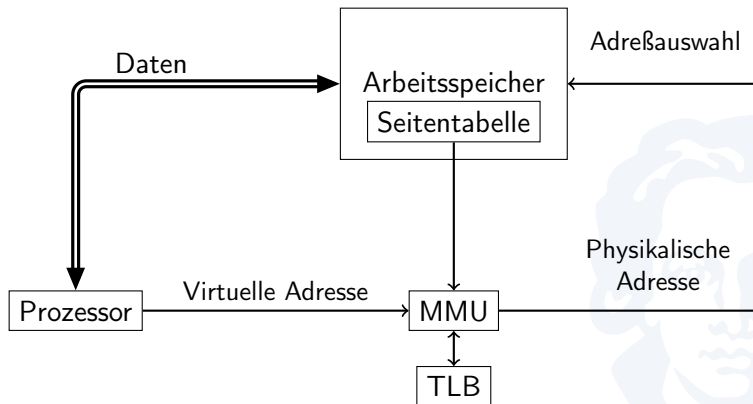 Daten
Adreßauswahl
Arbeitsspeicher
Seitentabelle
Physikalische
Adresse
Virtuelle Adresse
Prozessor
MMU
TLB